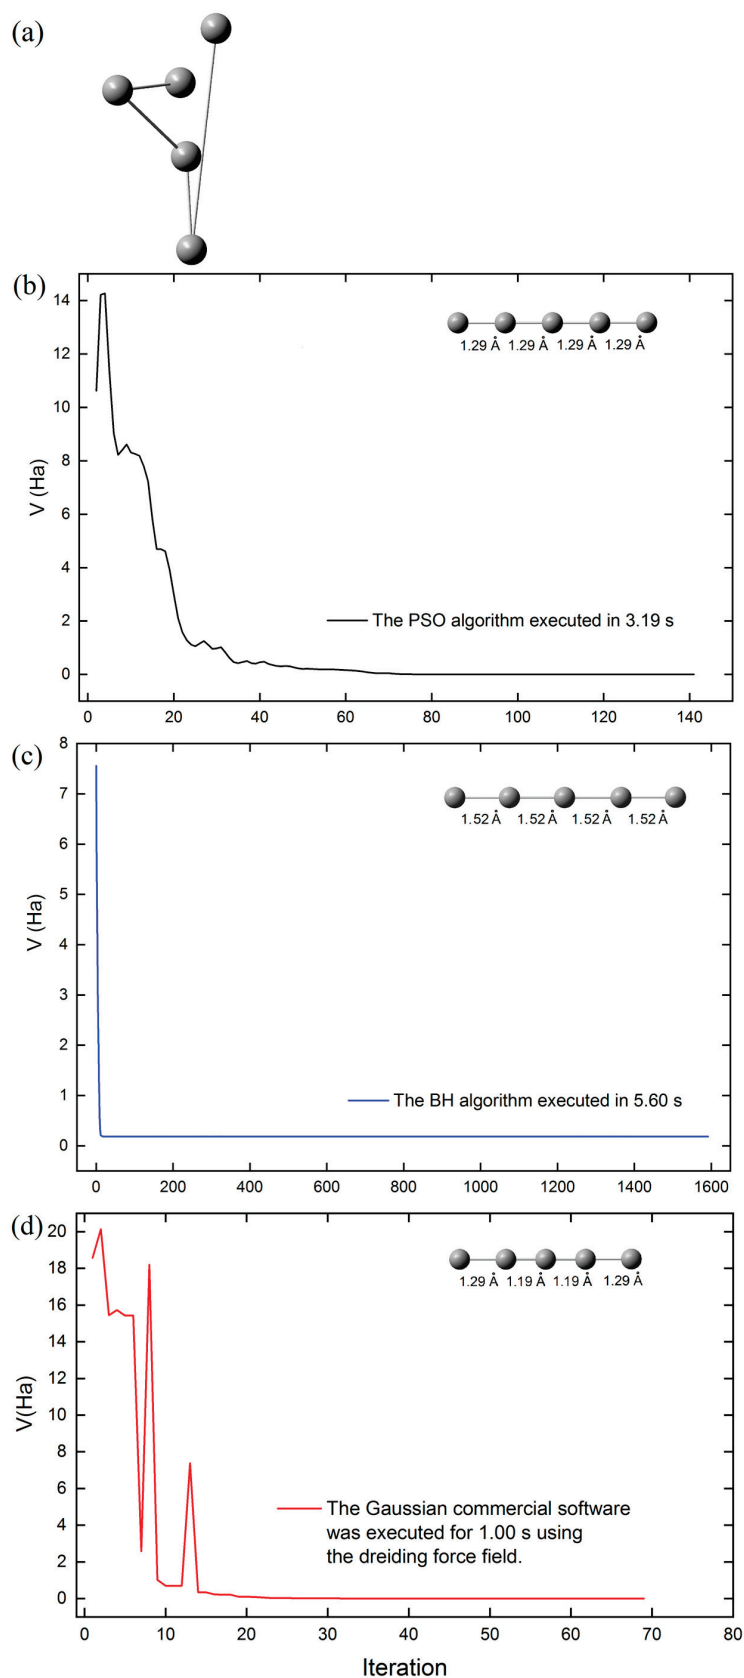 (a)
(b)
14
12
10
8
6
4
2
0
V (Ha)
1.29 Å 1.29 Å 1.29 Å 1.29 Å
The PSO algorithm executed in 3.19 s
0 20 40 60 80 100 120 140
(c)
8
7
6
5
4
3
2
1
0
V (Ha)
1.52 Å 1.52 Å 1.52 Å 1.52 Å
The BH algorithm executed in 5.60 s
0 200 400 600 800 1000 1200 1400 1600
(d)
20
18
16
14
12
10
8
6
4
2
0
V(Ha)
1.29 Å 1.19 Å 1.19 Å 1.29 Å
The Gaussian commercial software
was executed for 1.00 s using
the dreiding force field.
0 10 20 30 40 50 60 70 80
Iteration